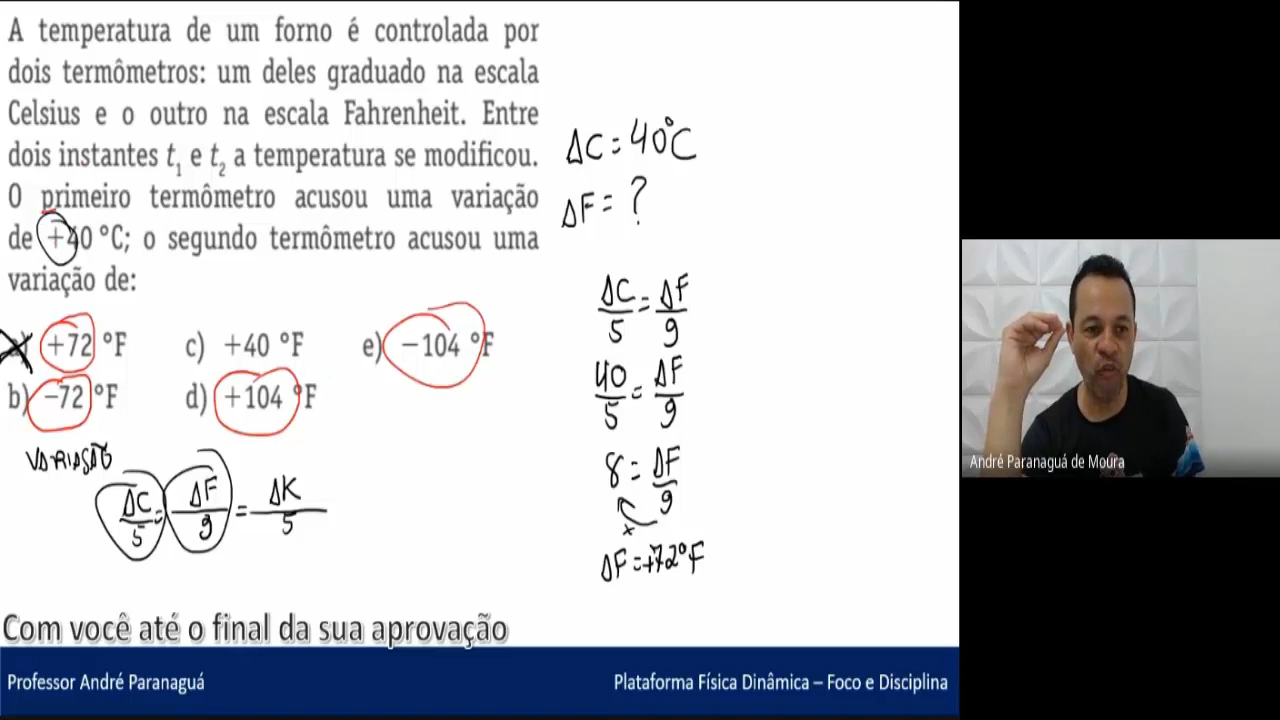 A temperatura de um forno é controlada por
dois termômetros: um deles graduado na escala
Celsius e o outro na escala Fahrenheit. Entre
dois instantes t₁ e t₂ a temperatura se modificou.
O primeiro termômetro acusou uma variação
de +40 °C; o segundo termômetro acusou uma
variação de:
+72 °F c) +40 °F e) −104 °F
b) −72 °F d) +104 °F
VARIAÇÃO
ΔC/5 = ΔF/9 = ΔK/5
ΔC = 40°C
ΔF = ?
ΔC/5 = ΔF/9
40/5 = ΔF/9
8 = ΔF/9
x
ΔF = +72°F
André Paranaguá de Moura
Com você até o final da sua aprovação
Professor André Paranaguá
Plataforma Física Dinâmica – Foco e Disciplina